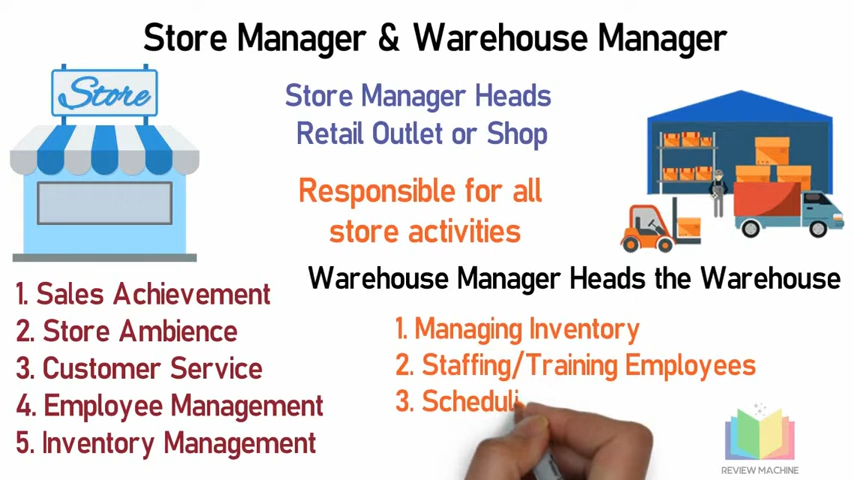 Store Manager & Warehouse Manager
Store
Store Manager Heads
Retail Outlet or Shop
Responsible for all
store activities
Warehouse Manager Heads the Warehouse
1. Sales Achievement
2. Store Ambience
3. Customer Service
4. Employee Management
5. Inventory Management
1. Managing Inventory
2. Staffing/Training Employees
3. Scheduli
REVIEW MACHINE